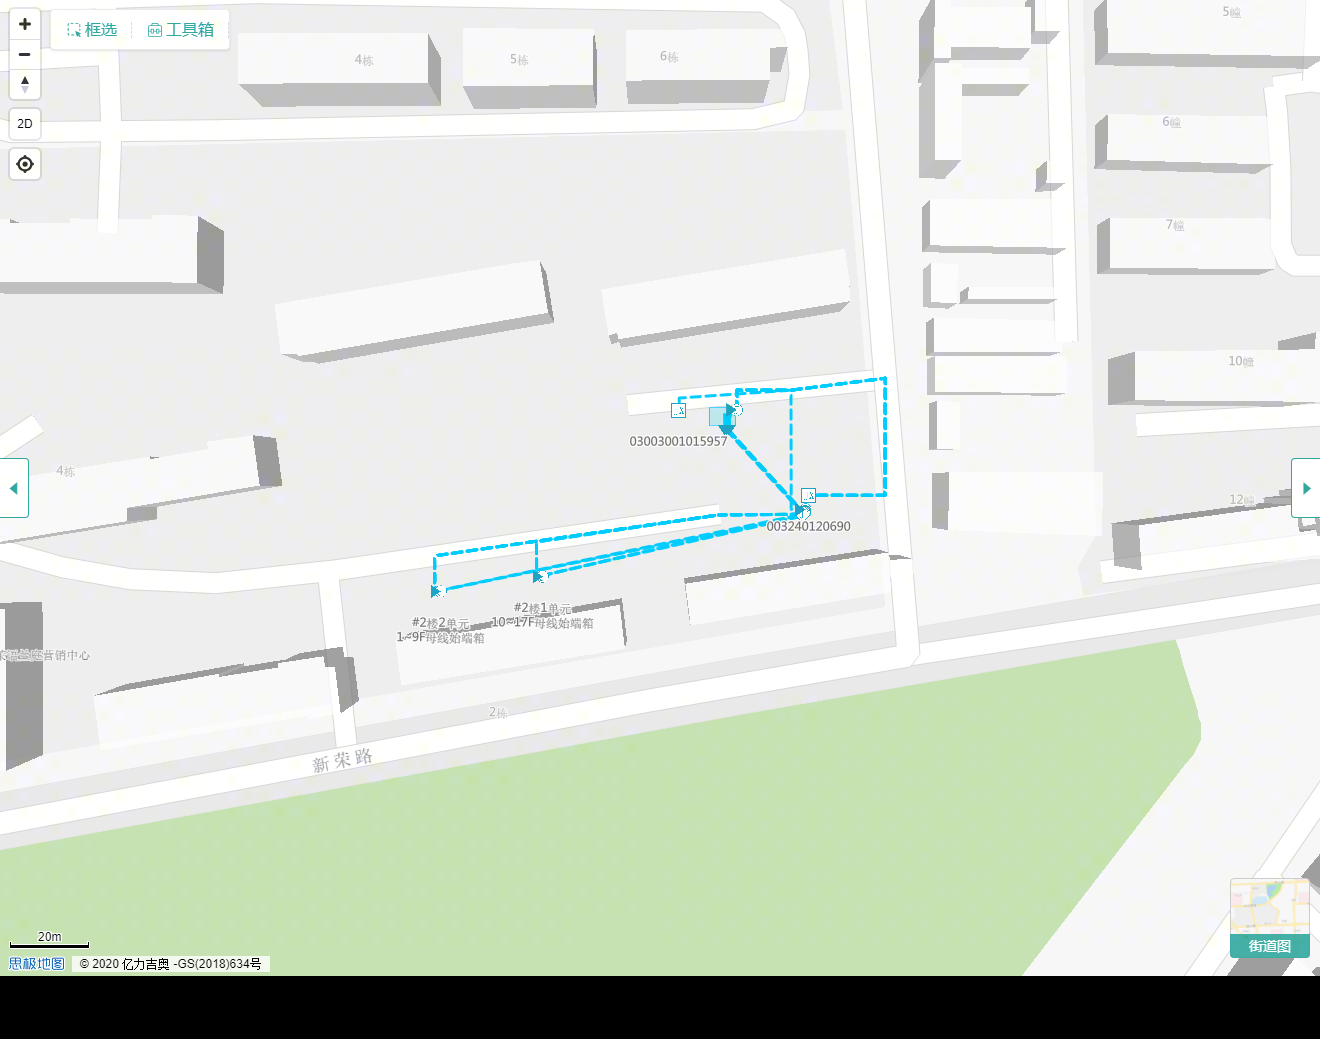 框选 工具箱
2D
4栋
5栋
6栋
5幢
6幢
7幢
10幢
12幢
4栋
03003001015957
003240120690
#2楼1单元
10~17F母线始端箱
#2楼2单元
1~9F母线始端箱
营销中心
2栋
新荣路
20m
思极地图 © 2020 亿力吉奥 -GS(2018)634号
街道图